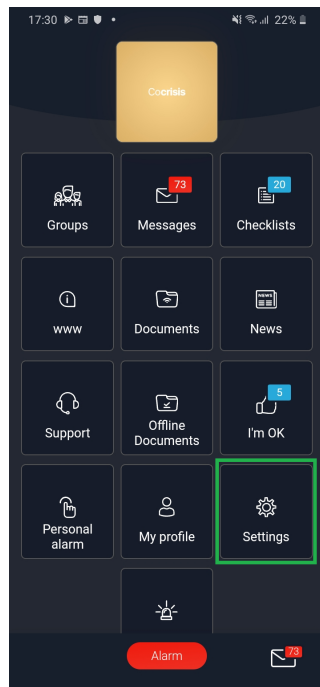 17:30 22%
Cocrisis
73 20
Groups Messages Checklists
NEWS
www Documents News
5
Support Offline Documents I'm OK
Personal alarm My profile Settings
Alarm 73